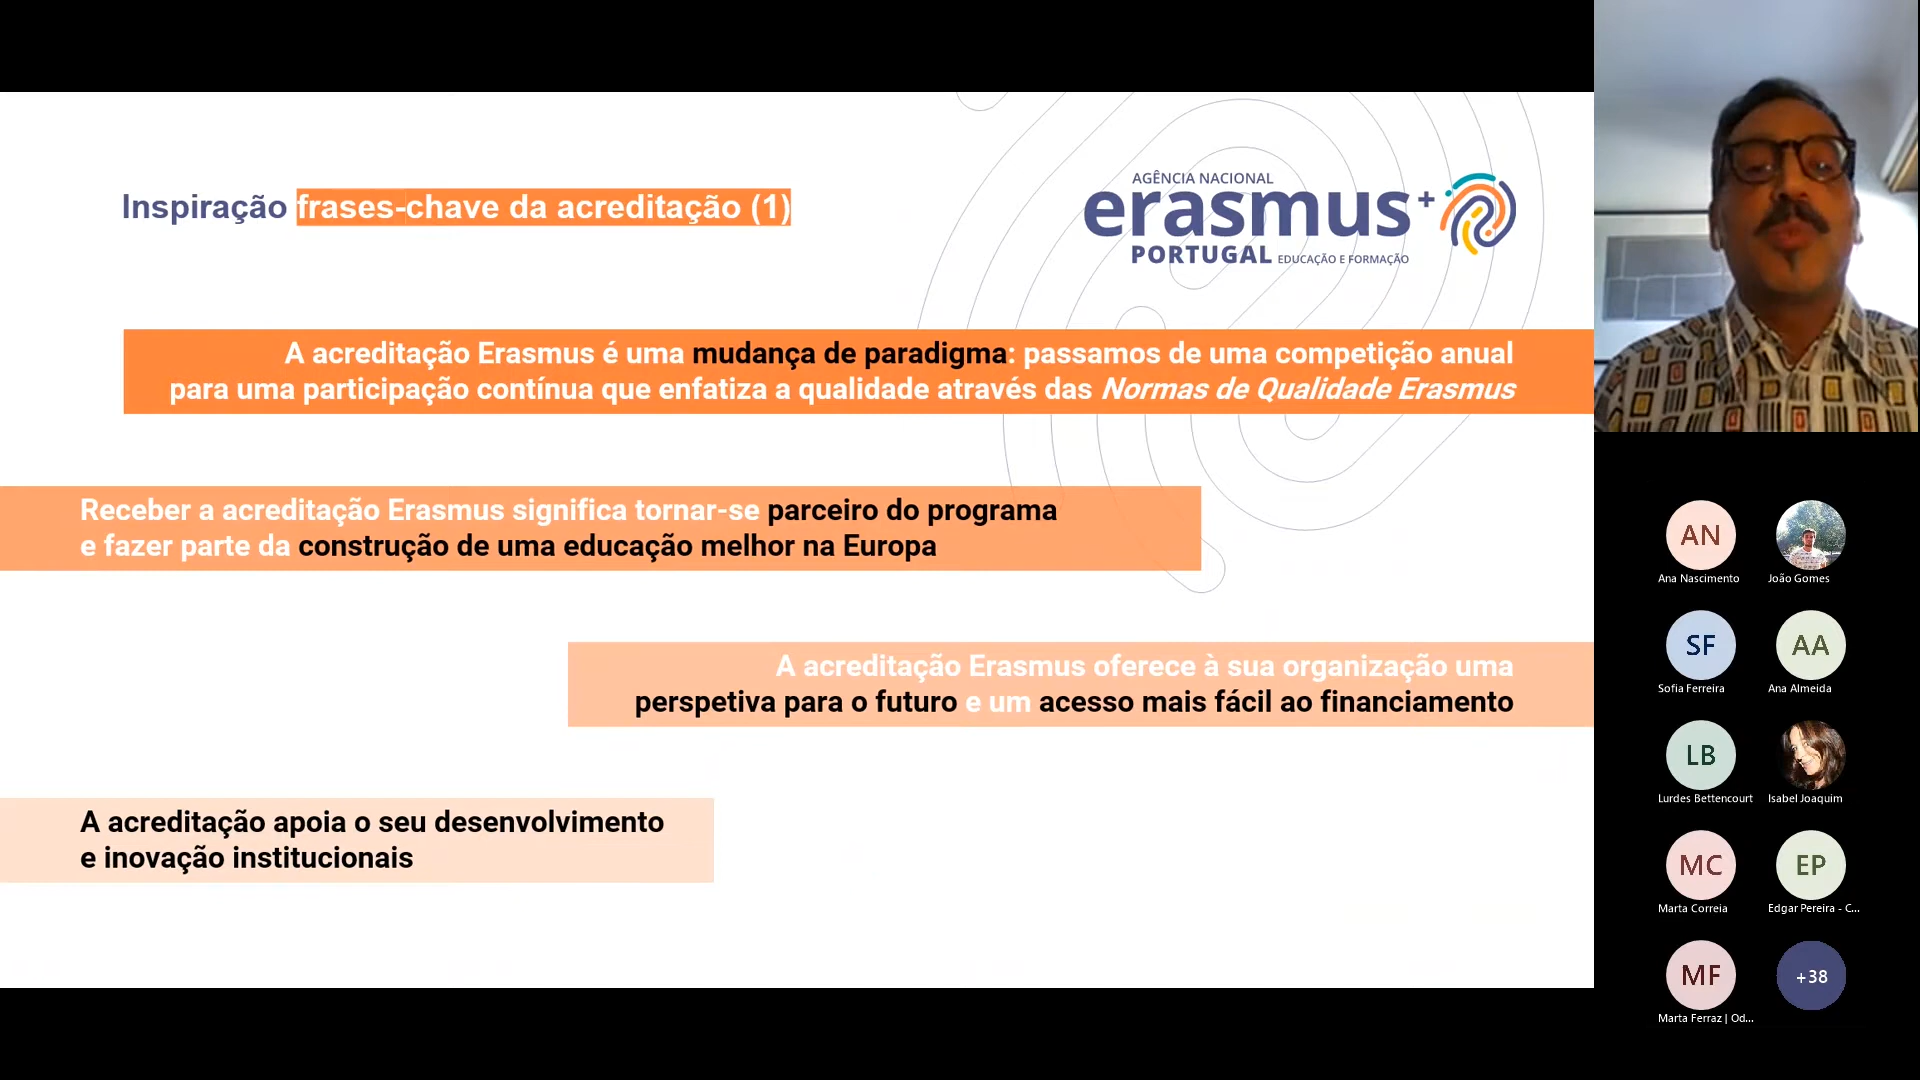 Inspiração frases-chave da acreditação (1)
AGÊNCIA NACIONAL
erasmus+
PORTUGAL EDUCAÇÃO E FORMAÇÃO
A acreditação Erasmus é uma mudança de paradigma: passamos de uma competição anual
para uma participação contínua que enfatiza a qualidade através das Normas de Qualidade Erasmus
Receber a acreditação Erasmus significa tornar-se parceiro do programa
e fazer parte da construção de uma educação melhor na Europa
A acreditação Erasmus oferece à sua organização uma
perspetiva para o futuro e um acesso mais fácil ao financiamento
A acreditação apoia o seu desenvolvimento
e inovação institucionais
AN
Ana Nascimento
João Gomes
SF
Sofia Ferreira
AA
Ana Almeida
LB
Lurdes Bettencourt
Isabel Joaquim
MC
Marta Correia
EP
Edgar Pereira - C...
MF
Marta Ferraz | Od...
+38